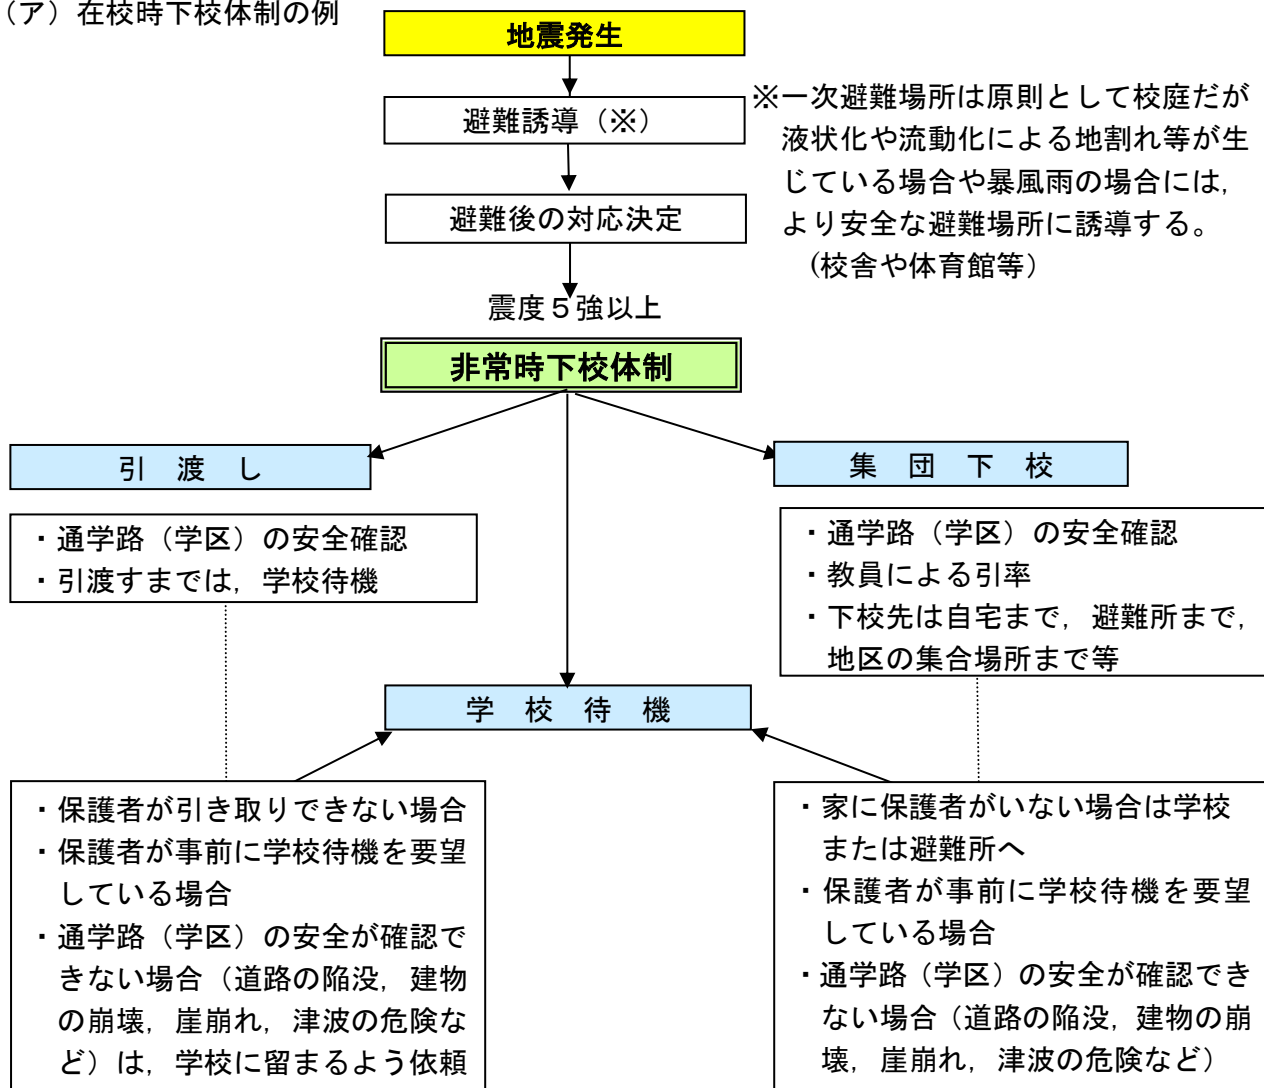 （ア）在校時下校体制の例
地震発生
避難誘導（※）
※一次避難場所は原則として校庭だが
液状化や流動化による地割れ等が生
じている場合や暴風雨の場合には，
より安全な避難場所に誘導する。
（校舎や体育館等）
避難後の対応決定
震度５強以上
非常時下校体制
引　渡　し
・通学路（学区）の安全確認
・引渡すまでは，学校待機
集　団　下　校
・通学路（学区）の安全確認
・教員による引率
・下校先は自宅まで，避難所まで，
地区の集合場所まで等
学　校　待　機
・保護者が引き取りできない場合
・保護者が事前に学校待機を要望
している場合
・通学路（学区）の安全が確認で
きない場合（道路の陥没，建物
の崩壊，崖崩れ，津波の危険な
ど）は，学校に留まるよう依頼
・家に保護者がいない場合は学校
または避難所へ
・保護者が事前に学校待機を要望
している場合
・通学路（学区）の安全が確認でき
ない場合（道路の陥没，建物の崩
壊，崖崩れ，津波の危険など）